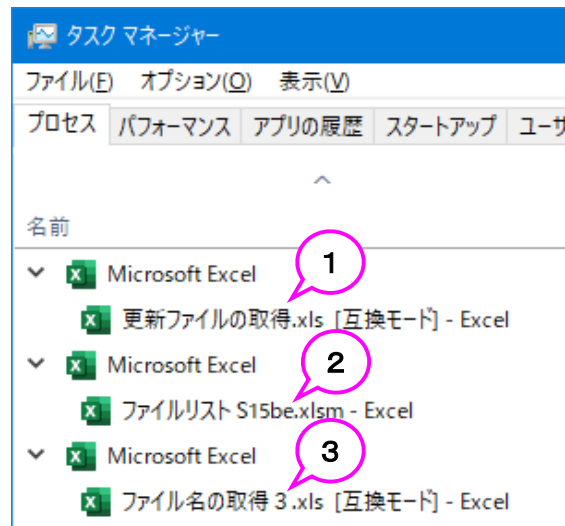 タスク マネージャー
ファイル(F) オプション(O) 表示(V)
プロセス パフォーマンス アプリの履歴 スタートアップ ユーザ
名前
Microsoft Excel
1
更新ファイルの取得.xls [互換モード] - Excel
Microsoft Excel
2
ファイルリスト S15be.xlsm - Excel
Microsoft Excel
3
ファイル名の取得 3 .xls [互換モード] - Excel